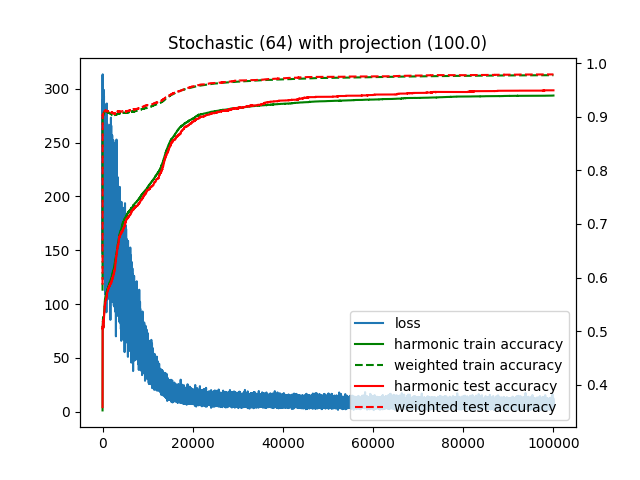 Stochastic (64) with projection (100.0)
300
250
200
150
100
50
0
1.0
0.9
0.8
0.7
0.6
0.5
0.4
loss
harmonic train accuracy
weighted train accuracy
harmonic test accuracy
weighted test accuracy
0 20000 40000 60000 80000 100000